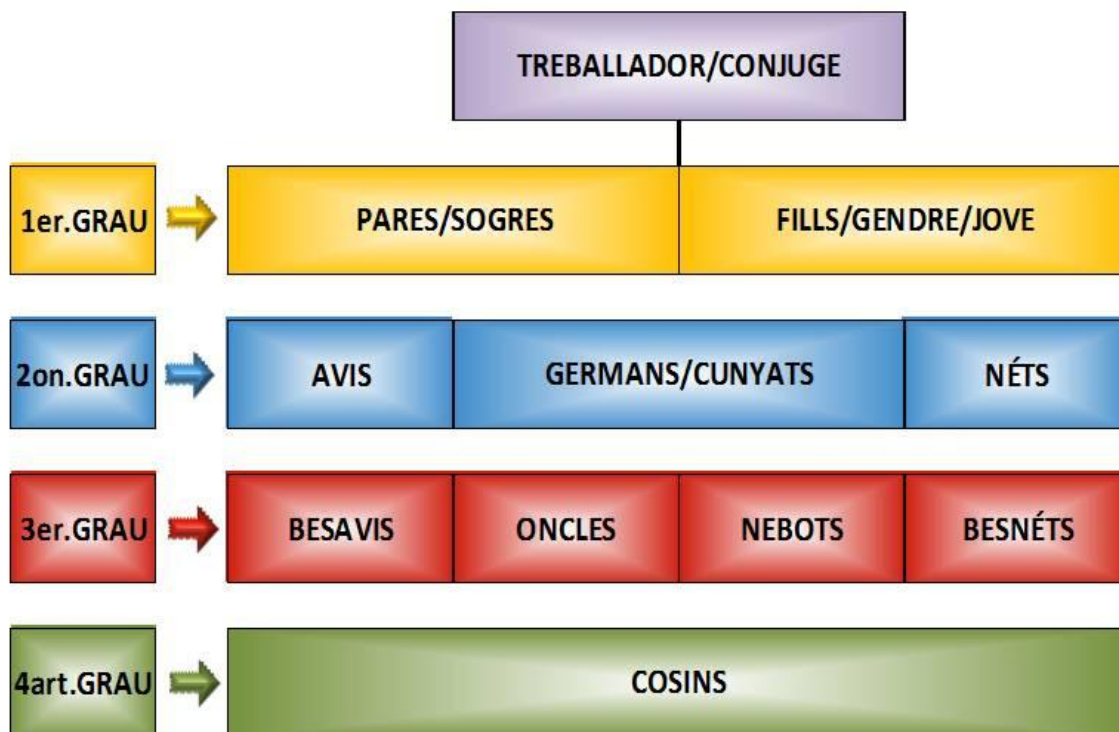 TREBALLADOR/CONJUGE
1er.GRAU PARES/SOGRES FILLS/GENDRE/JOVE
2on.GRAU AVIS GERMANS/CUNYATS NÉTS
3er.GRAU BESAVIS ONCLES NEBOTS BESNÉTS
4art.GRAU COSINS